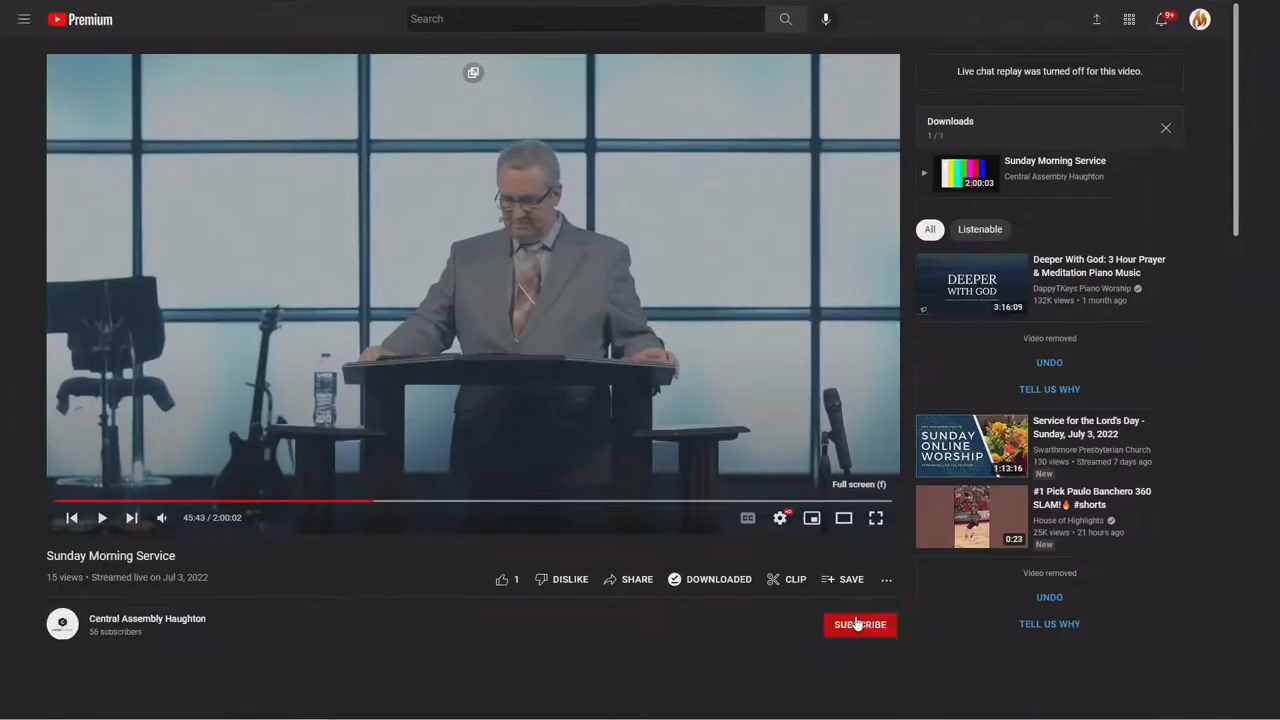 Premium
Search
9+
Live chat replay was turned off for this video.
Downloads
1 / 1
Sunday Morning Service
Central Assembly Haughton
2:00:03
All
Listenable
DEEPER
WITH GOD
3:16:09
Deeper With God: 3 Hour Prayer
& Meditation Piano Music
DappyTKeys Piano Worship
132K views • 1 month ago
Video removed
UNDO
TELL US WHY
SUNDAY
ONLINE
WORSHIP
1:13:16
Service for the Lord's Day -
Sunday, July 3, 2022
Swarthmore Presbyterian Church
130 views • Streamed 7 days ago
New
0:23
#1 Pick Paulo Banchero 360
SLAM!🔥 #shorts
House of Highlights
25K views • 21 hours ago
New
Video removed
UNDO
TELL US WHY
Full screen (f)
45:43 / 2:00:02
CC
HD
Sunday Morning Service
15 views • Streamed live on Jul 3, 2022
1
DISLIKE
SHARE
DOWNLOADED
CLIP
SAVE
Central Assembly Haughton
56 subscribers
SUBSCRIBE